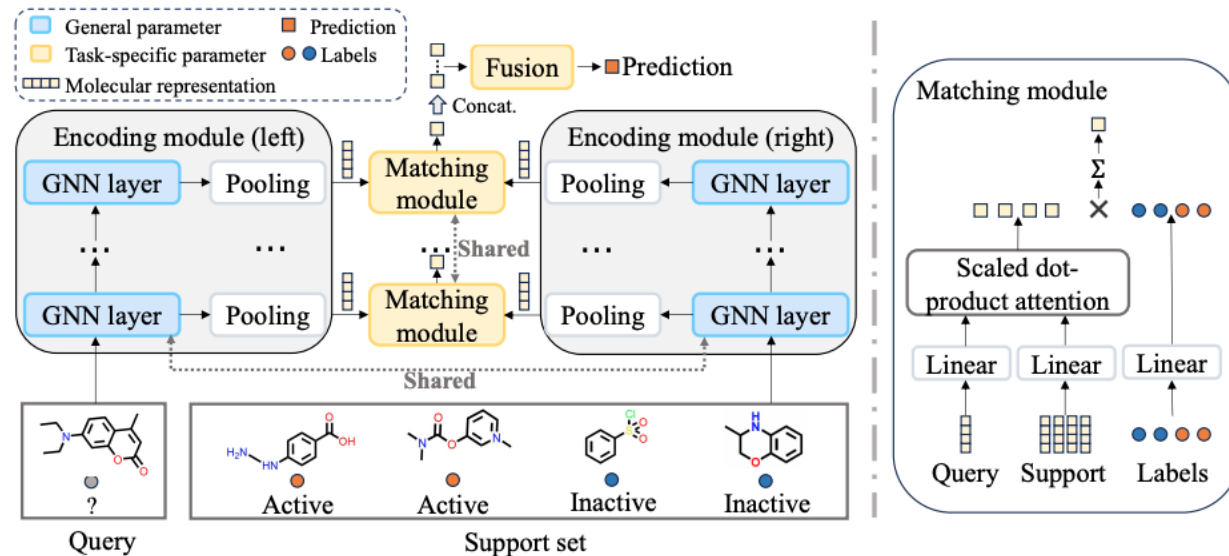 General parameter
Prediction
Task-specific parameter
Labels
Molecular representation
Fusion
Prediction
Concat.
Encoding module (left)
Encoding module (right)
GNN layer
Pooling
Matching module
Pooling
GNN layer
...
...
...
Shared
...
...
GNN layer
Pooling
Matching module
Pooling
GNN layer
Shared
N
O
O
?
Query
H₂N
HN
O
OH
Active
N
O
O
N
Active
Cl
S
O
O
Inactive
H
N
O
Inactive
Support set
Matching module
Σ
×
Scaled dot-
product attention
Linear
Linear
Linear
Query
Support
Labels